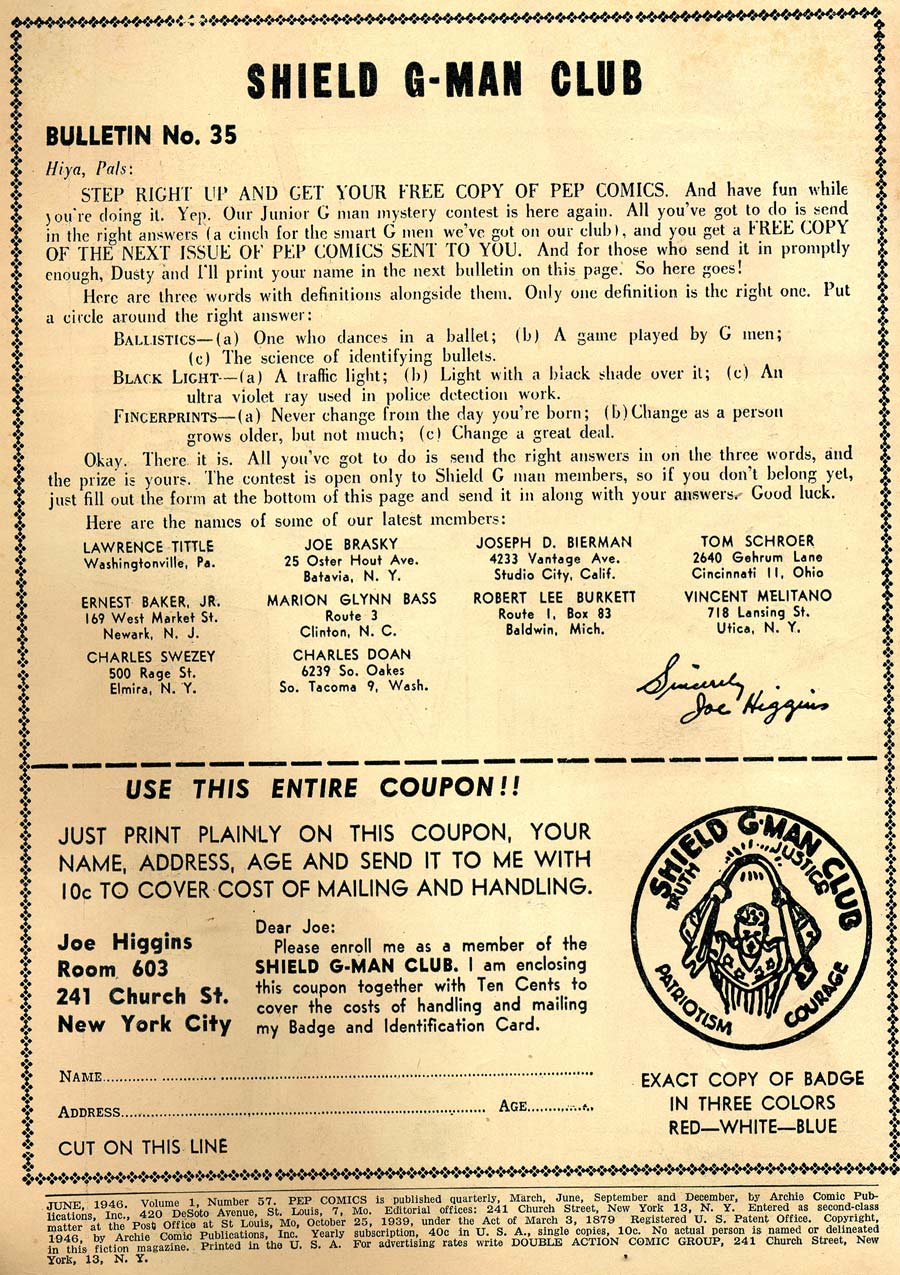 SHIELD G-MAN CLUB
BULLETIN No. 35
Hiya, Pals:
STEP RIGHT UP AND GET YOUR FREE COPY OF PEP COMICS. And have fun while
you're doing it. Yep. Our Junior G man mystery contest is here again. All you've got to do is send
in the right answers (a cinch for the smart G men we've got on our club), and you get a FREE COPY
OF THE NEXT ISSUE OF PEP COMICS SENT TO YOU. And for those who send it in promptly
enough, Dusty and I'll print your name in the next bulletin on this page. So here goes!
Here are three words with definitions alongside them. Only one definition is the right one. Put
a circle around the right answer:
BALLISTICS—(a) One who dances in a ballet; (b) A game played by G men;
(c) The science of identifying bullets.
BLACK LIGHT—(a) A traffic light; (b) Light with a black shade over it; (c) An
ultra violet ray used in police detection work.
FINGERPRINTS—(a) Never change from the day you're born; (b) Change as a person
grows older, but not much; (c) Change a great deal.
Okay. There it is. All you've got to do is send the right answers in on the three words, and
the prize is yours. The contest is open only to Shield G man members, so if you don't belong yet,
just fill out the form at the bottom of this page and send it in along with your answers. Good luck.
Here are the names of some of our latest members:
LAWRENCE TITTLE
Washingtonville, Pa.
JOE BRASKY
25 Oster Hout Ave.
Batavia, N. Y.
JOSEPH D. BIERMAN
4233 Vantage Ave.
Studio City, Calif.
TOM SCHROER
2640 Gehrum Lane
Cincinnati 11, Ohio
ERNEST BAKER, JR.
169 West Market St.
Newark, N. J.
MARION GLYNN BASS
Route 3
Clinton, N. C.
ROBERT LEE BURKETT
Route 1, Box 83
Baldwin, Mich.
VINCENT MELITANO
718 Lansing St.
Utica, N. Y.
CHARLES SWEZEY
500 Rage St.
Elmira, N. Y.
CHARLES DOAN
6239 So. Oakes
So. Tacoma 9, Wash.
Sincerely
Joe Higgins
USE THIS ENTIRE COUPON!!
JUST PRINT PLAINLY ON THIS COUPON, YOUR
NAME, ADDRESS, AGE AND SEND IT TO ME WITH
10c TO COVER COST OF MAILING AND HANDLING.
Joe Higgins
Room 603
241 Church St.
New York City
Dear Joe:
Please enroll me as a member of the
SHIELD G-MAN CLUB. I am enclosing
this coupon together with Ten Cents to
cover the costs of handling and mailing
my Badge and Identification Card.
NAME
ADDRESS AGE
CUT ON THIS LINE
SHIELD G-MAN CLUB
TRUTH JUSTICE
PATRIOTISM COURAGE
EXACT COPY OF BADGE
IN THREE COLORS
RED—WHITE—BLUE
JUNE, 1946. Volume 1, Number 57. PEP COMICS is published quarterly, March, June, September and December, by Archie Comic Pub-
lications, Inc., 420 DeSoto Avenue, St. Louis, 7, Mo. Editorial offices: 241 Church Street, New York 13, N. Y. Entered as second-class
matter at the Post Office at St Louis, Mo, October 25, 1939, under the Act of March 3, 1879 Registered U. S. Patent Office. Copyright,
1946, by Archie Comic Publications, Inc. Yearly subscription, 40c in U. S. A., single copies, 10c. No actual person is named or delineated
in this fiction magazine. Printed in the U. S. A. For advertising rates write DOUBLE ACTION COMIC GROUP, 241 Church Street, New
York, 13, N. Y.